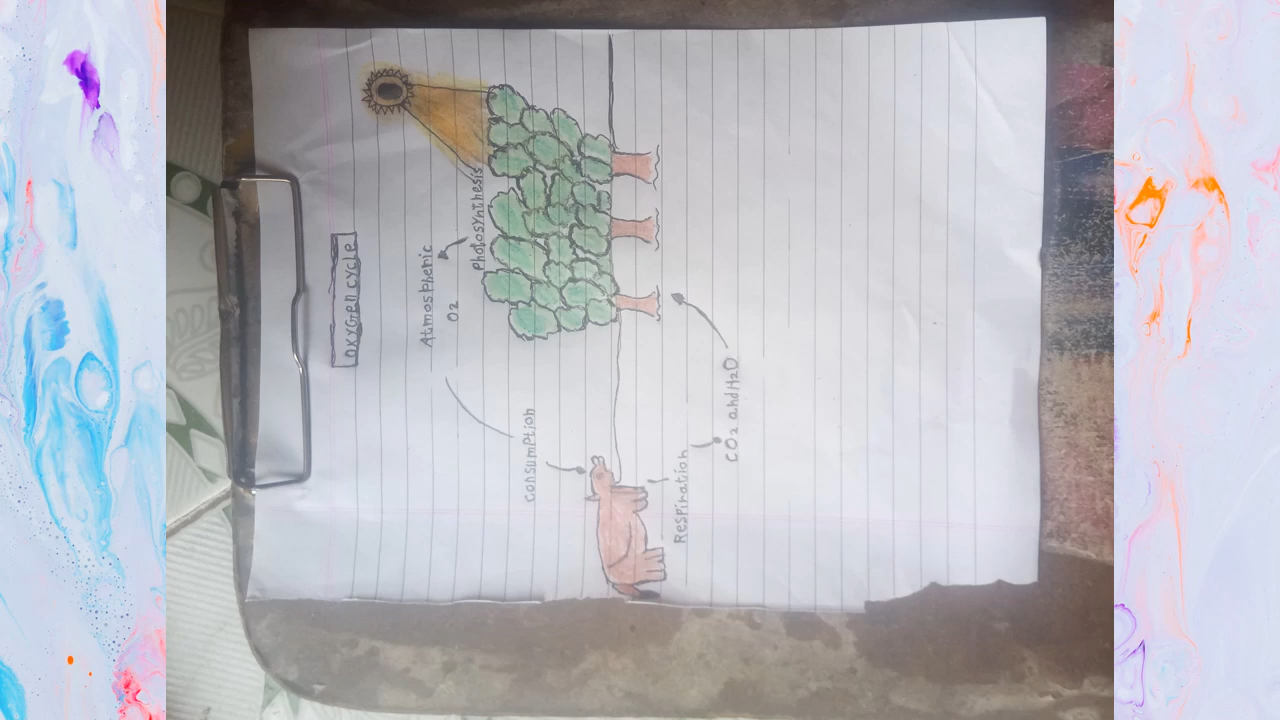 oxygen cycle
Atmospheric
O2
Photosynthesis
consumption
Respiration
CO2 and H2O